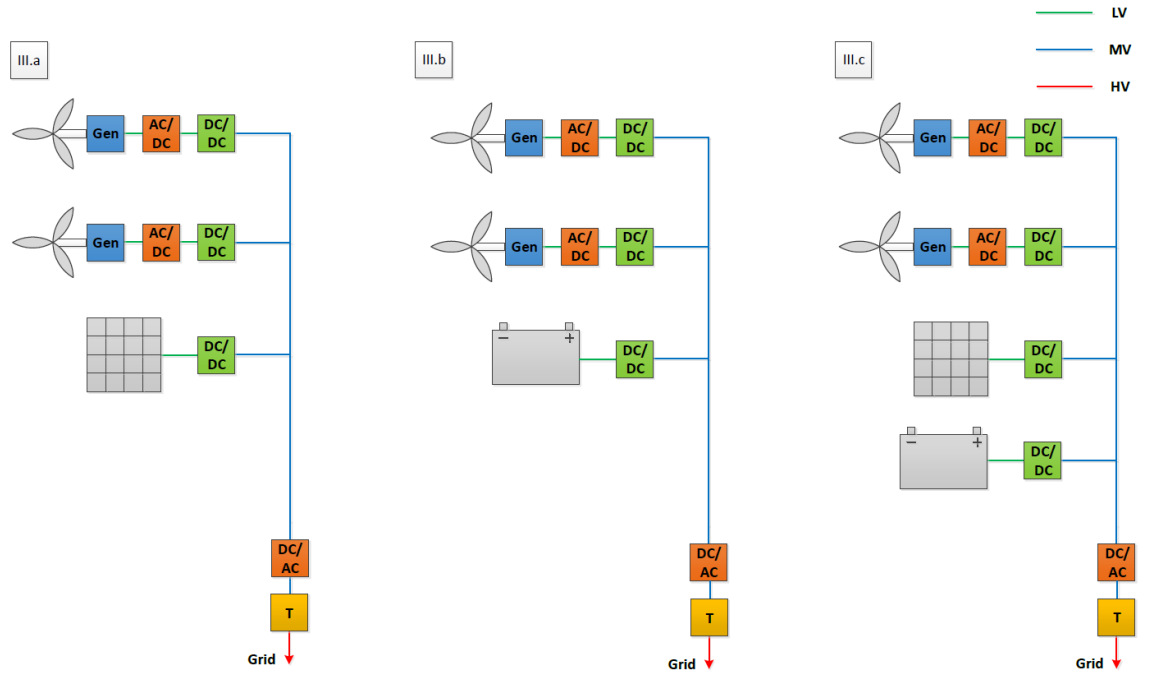 LV
MV
HV
III.a
III.b
III.c
Gen
AC/
DC
DC/
DC
Gen
AC/
DC
DC/
DC
Gen
AC/
DC
DC/
DC
Gen
AC/
DC
DC/
DC
Gen
AC/
DC
DC/
DC
Gen
AC/
DC
DC/
DC
DC/
DC
− +
DC/
DC
DC/
DC
− +
DC/
DC
DC/
AC
DC/
AC
DC/
AC
T
T
T
Grid
Grid
Grid